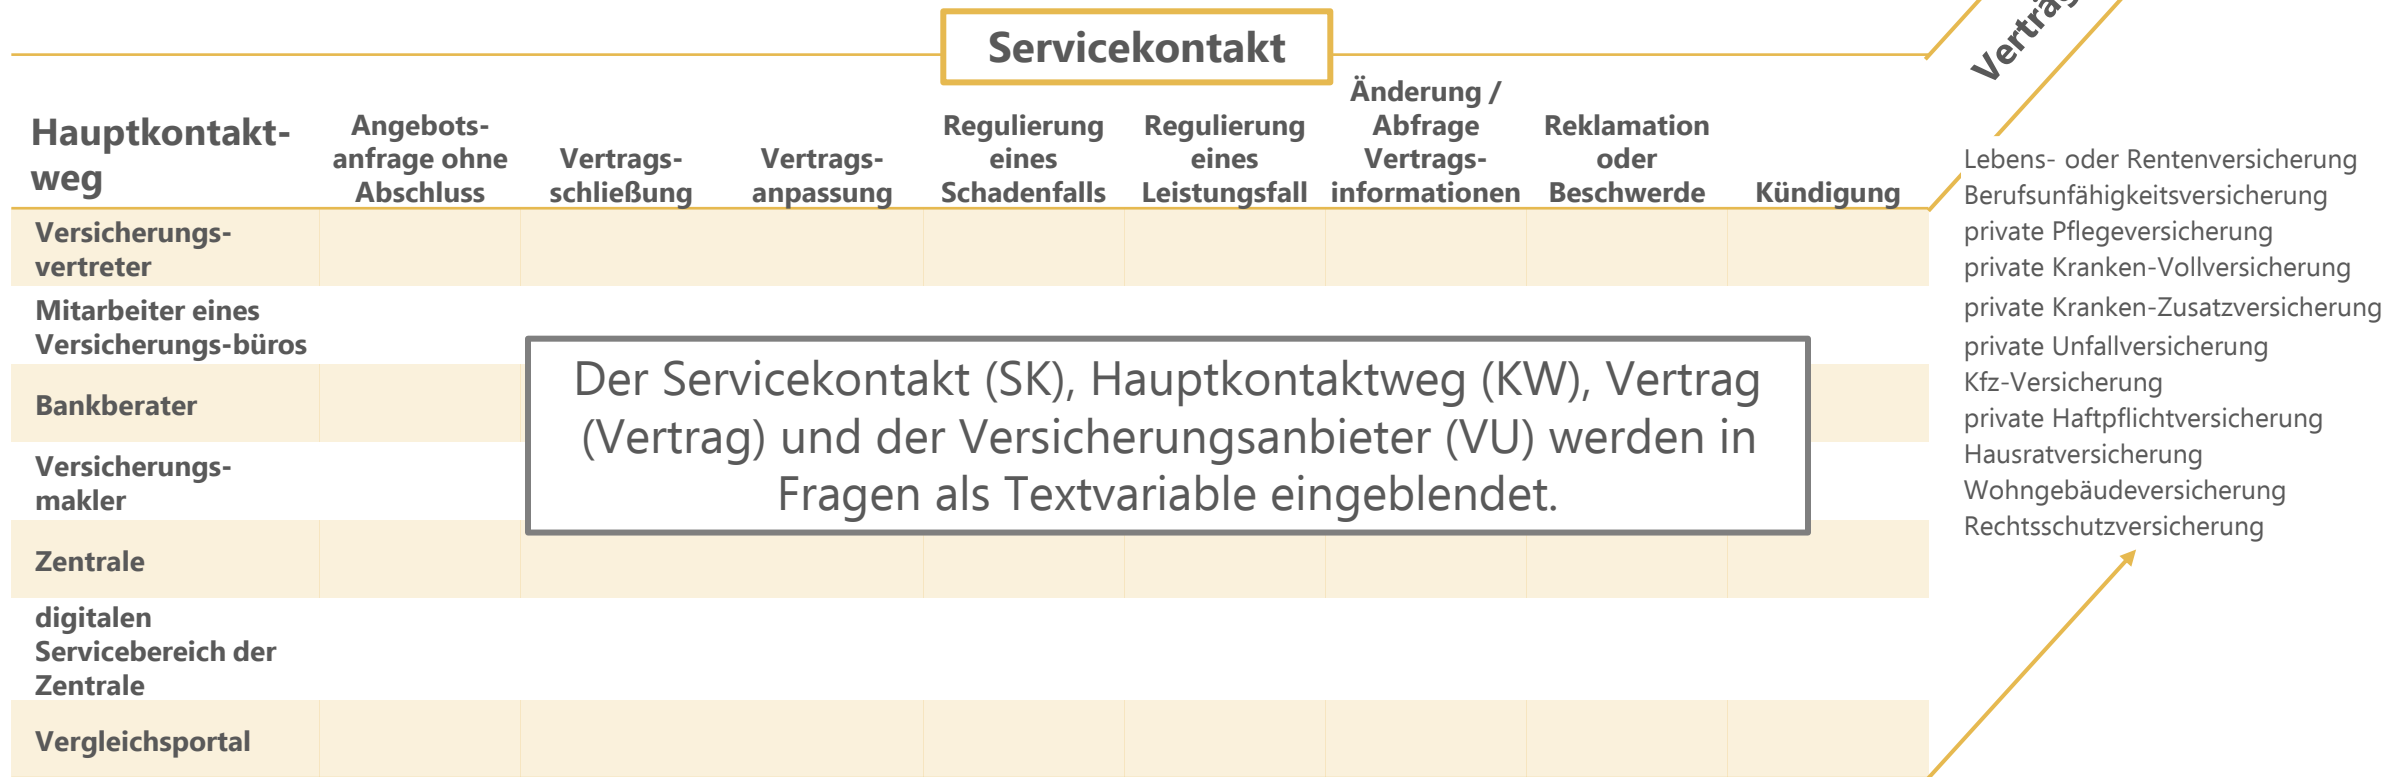 Servicekontakt
Hauptkontakt-
weg
Angebots-
anfrage ohne
Abschluss
Vertrags-
schließung
Vertrags-
anpassung
Regulierung
eines
Schadenfalls
Regulierung
eines
Leistungsfall
Änderung /
Abfrage
Vertrags-
informationen
Reklamation
oder
Beschwerde
Kündigung
Versicherungs-
vertreter
Mitarbeiter eines
Versicherungs-büros
Bankberater
Versicherungs-
makler
Zentrale
digitalen
Servicebereich der
Zentrale
Vergleichsportal
Der Servicekontakt (SK), Hauptkontaktweg (KW), Vertrag
(Vertrag) und der Versicherungsanbieter (VU) werden in
Fragen als Textvariable eingeblendet.
Lebens- oder Rentenversicherung
Berufsunfähigkeitsversicherung
private Pflegeversicherung
private Kranken-Vollversicherung
private Kranken-Zusatzversicherung
private Unfallversicherung
Kfz-Versicherung
private Haftpflichtversicherung
Hausratversicherung
Wohngebäudeversicherung
Rechtsschutzversicherung